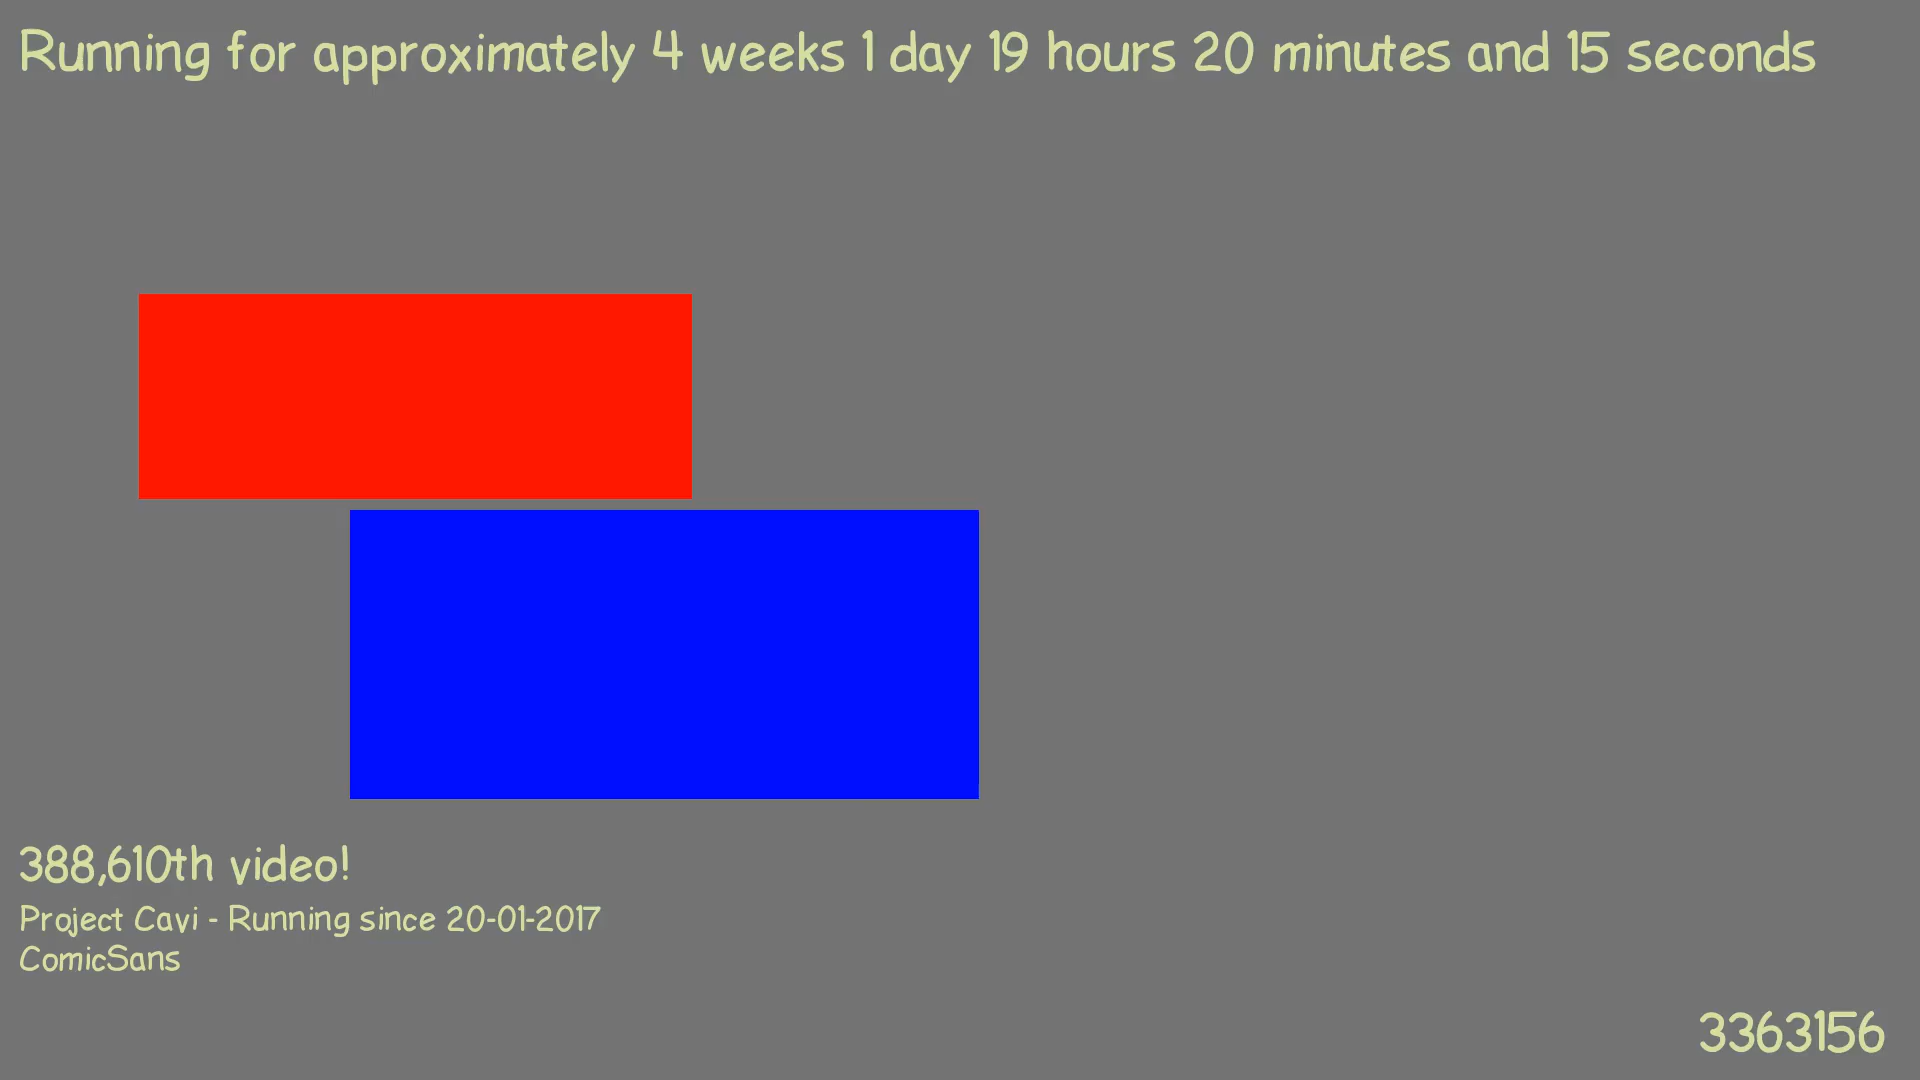 Running for approximately 4 weeks 1 day 19 hours 20 minutes and 15 seconds
388,610th video!
Project Cavi - Running since 20-01-2017
ComicSans
3363156